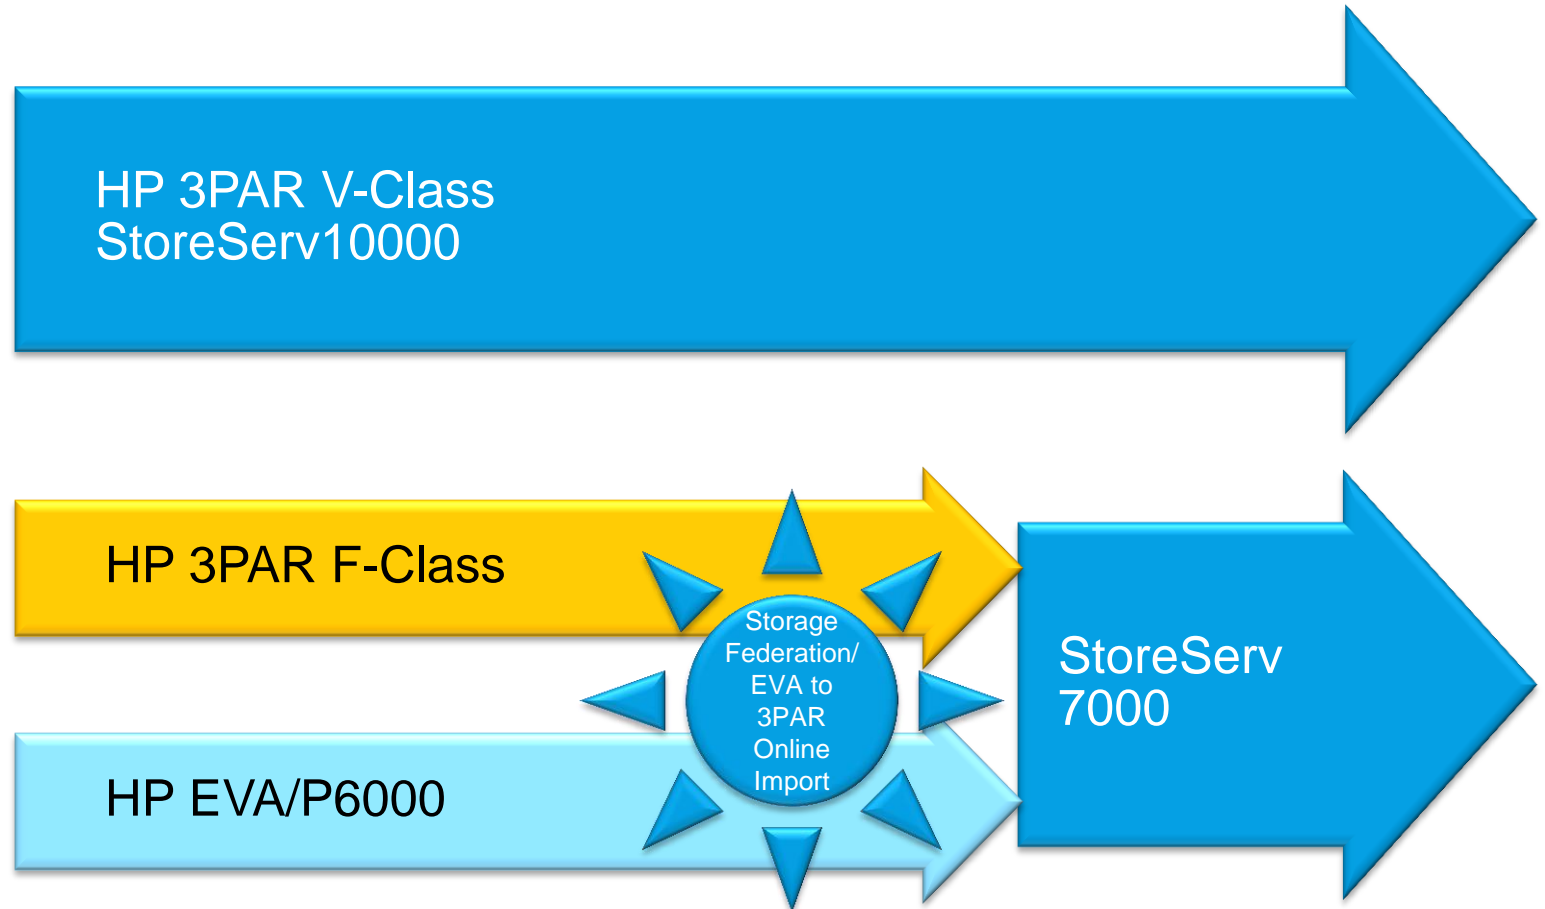 HP 3PAR V-Class
StoreServ10000
HP 3PAR F-Class
Storage
Federation/
EVA to
3PAR
Online
Import
StoreServ
7000
HP EVA/P6000